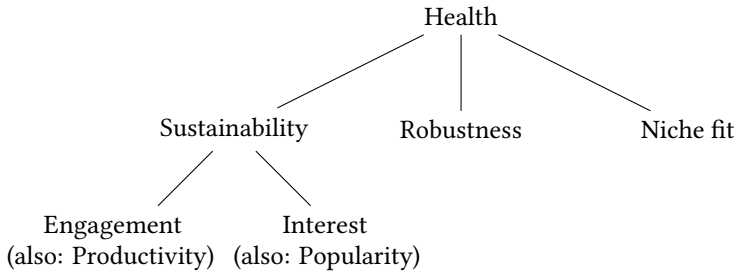 Health
Sustainability
Robustness
Niche fit
Engagement
(also: Productivity)
Interest
(also: Popularity)